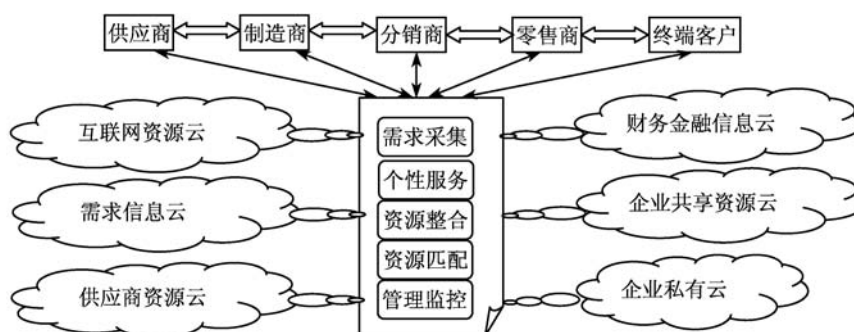 供应商
制造商
分销商
零售商
终端客户
互联网资源云
需求信息云
供应商资源云
需求采集
个性服务
资源整合
资源匹配
管理监控
财务金融信息云
企业共享资源云
企业私有云